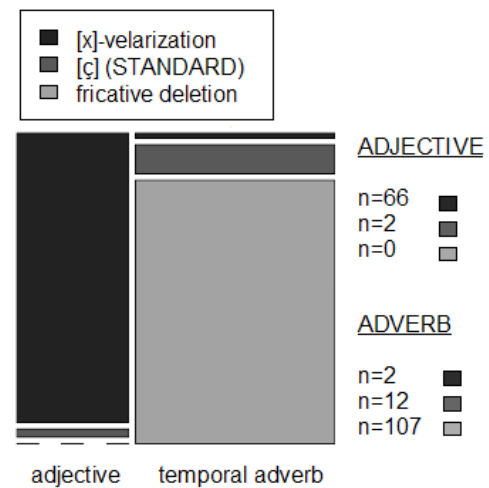 [x]-velarization
[ç] (STANDARD)
fricative deletion
ADJECTIVE
n=66
n=2
n=0
ADVERB
n=2
n=12
n=107
adjective temporal adverb